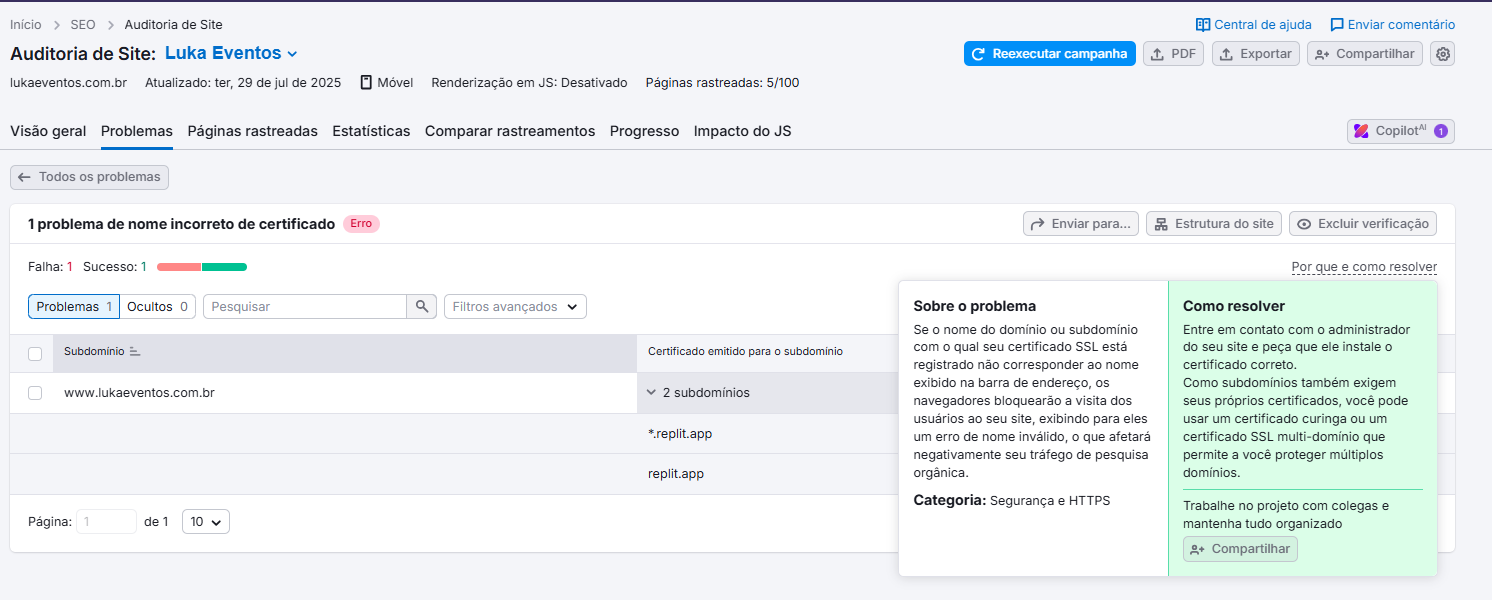 Início > SEO > Auditoria de Site
Central de ajuda
Enviar comentário
Auditoria de Site: Luka Eventos
Reexecutar campanha
PDF
Exportar
Compartilhar
lukaeventos.com.br Atualizado: ter, 29 de jul de 2025 Móvel Renderização em JS: Desativado Páginas rastreadas: 5/100
Visão geral Problemas Páginas rastreadas Estatísticas Comparar rastreamentos Progresso Impacto do JS
Copilot AI 1
Todos os problemas
1 problema de nome incorreto de certificado Erro
Enviar para...
Estrutura do site
Excluir verificação
Falha: 1 Sucesso: 1
Por que e como resolver
Problemas 1 Ocultos 0
Pesquisar
Filtros avançados
Subdomínio
Certificado emitido para o subdomínio
www.lukaeventos.com.br
2 subdomínios
*.replit.app
replit.app
Página: 1 de 1 10
Sobre o problema
Se o nome do domínio ou subdomínio
com o qual seu certificado SSL está
registrado não corresponder ao nome
exibido na barra de endereço, os
navegadores bloquearão a visita dos
usuários ao seu site, exibindo para eles
um erro de nome inválido, o que afetará
negativamente seu tráfego de pesquisa
orgânica.
Categoria: Segurança e HTTPS
Como resolver
Entre em contato com o administrador
do seu site e peça que ele instale o
certificado correto.
Como subdomínios também exigem
seus próprios certificados, você pode
usar um certificado curinga ou um
certificado SSL multi-domínio que
permite a você proteger múltiplos
domínios.
Trabalhe no projeto com colegas e
mantenha tudo organizado
Compartilhar